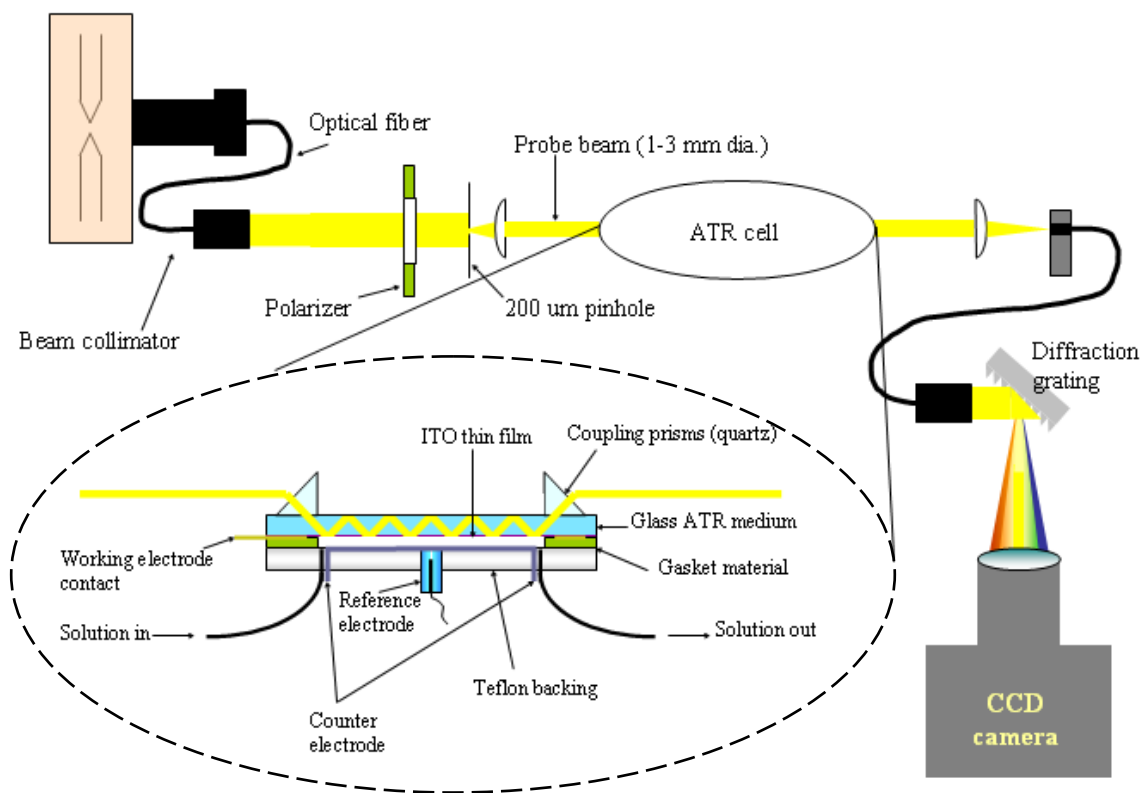 Optical fiber
Probe beam (1-3 mm dia.)
ATR cell
Polarizer
200 um pinhole
Beam collimator
Diffraction
grating
ITO thin film
Coupling prisms (quartz)
Glass ATR medium
Working electrode
contact
Gasket material
Reference
electrode
Solution in
Solution out
Teflon backing
Counter
electrode
CCD
camera